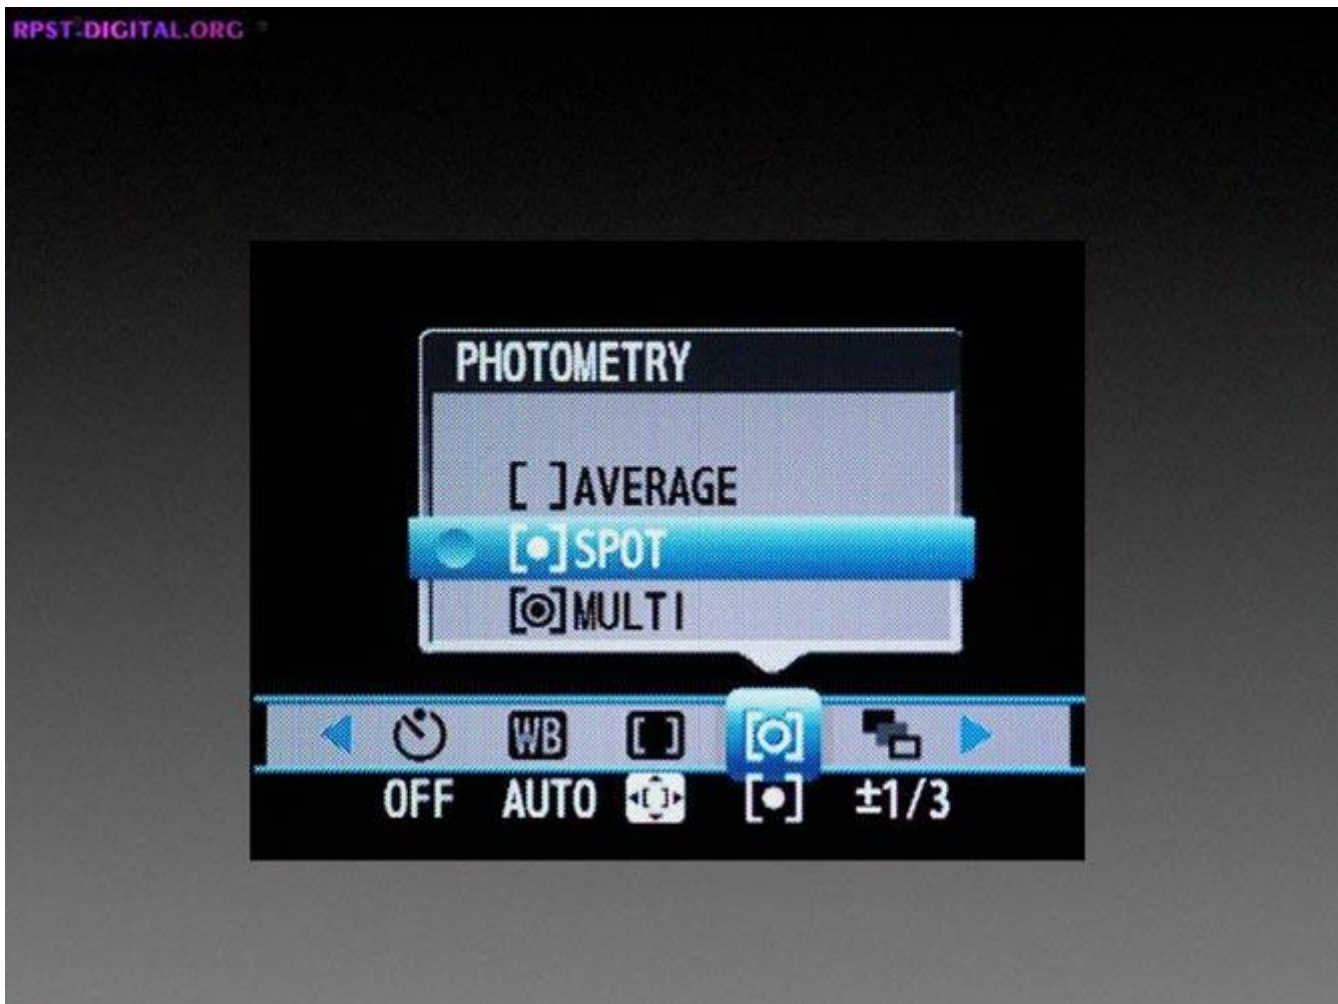 RPST-DIGITAL.ORG
PHOTOMETRY
[ ]AVERAGE
[•]SPOT
[◉]MULTI
WB
OFF AUTO [•] ±1/3